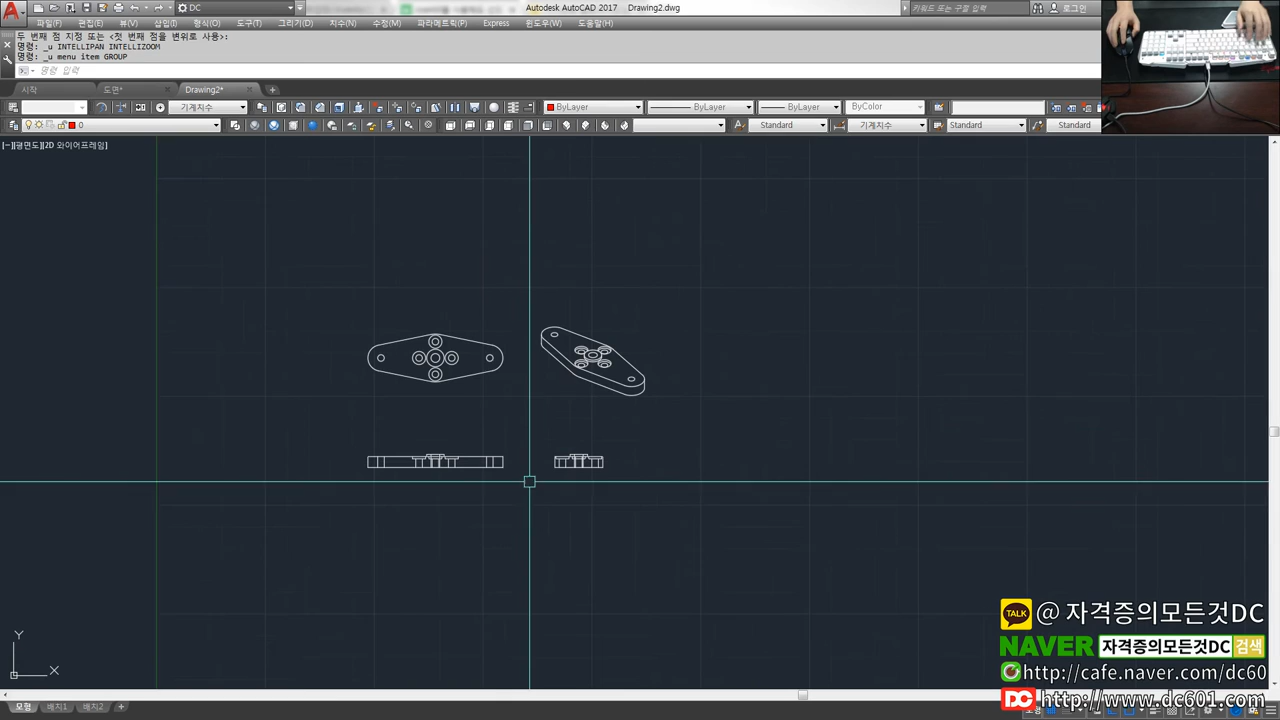 DC
Autodesk AutoCAD 2017 Drawing2.dwg
키워드 또는 구절 입력
로그인
파일(F) 편집(E) 뷰(V) 삽입(I) 형식(O) 도구(T) 그리기(D) 치수(N) 수정(M) 파라메트릭(P) Express 윈도우(W) 도움말(H)
두 번째 점 지정 또는 <첫 번째 점을 변위로 사용>:
명령: _u INTELLIPAN INTELLIZOOM
명령: _u menu item GROUP
명령 입력
시작 도면* Drawing2*
기계치수 ByLayer ByLayer ByLayer ByColor
0 Standard 기계치수 Standard Standard
[−][평면도][2D 와이어프레임]
Y
X
TALK @ 자격증의모든것DC
NAVER 자격증의모든것DC 검색
http://cafe.naver.com/dc60
DC http://www.dc601.com
모형 배치1 배치2
모형